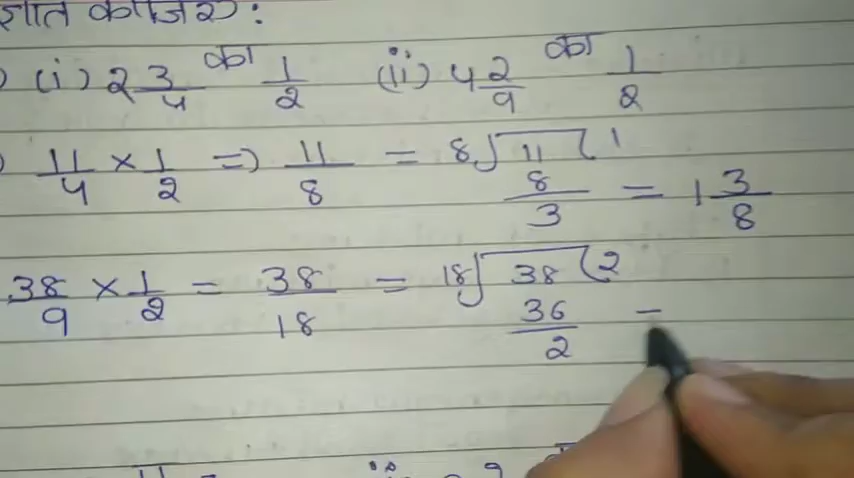 ज्ञात कीजिए:
(i) 2 3/4 का 1/2 (ii) 4 2/9 का 1/2
11/4 × 1/2 => 11/8 = 8)11(1
8
3 = 1 3/8
38/9 × 1/2 = 38/18 = 18)38(2
36
2 =